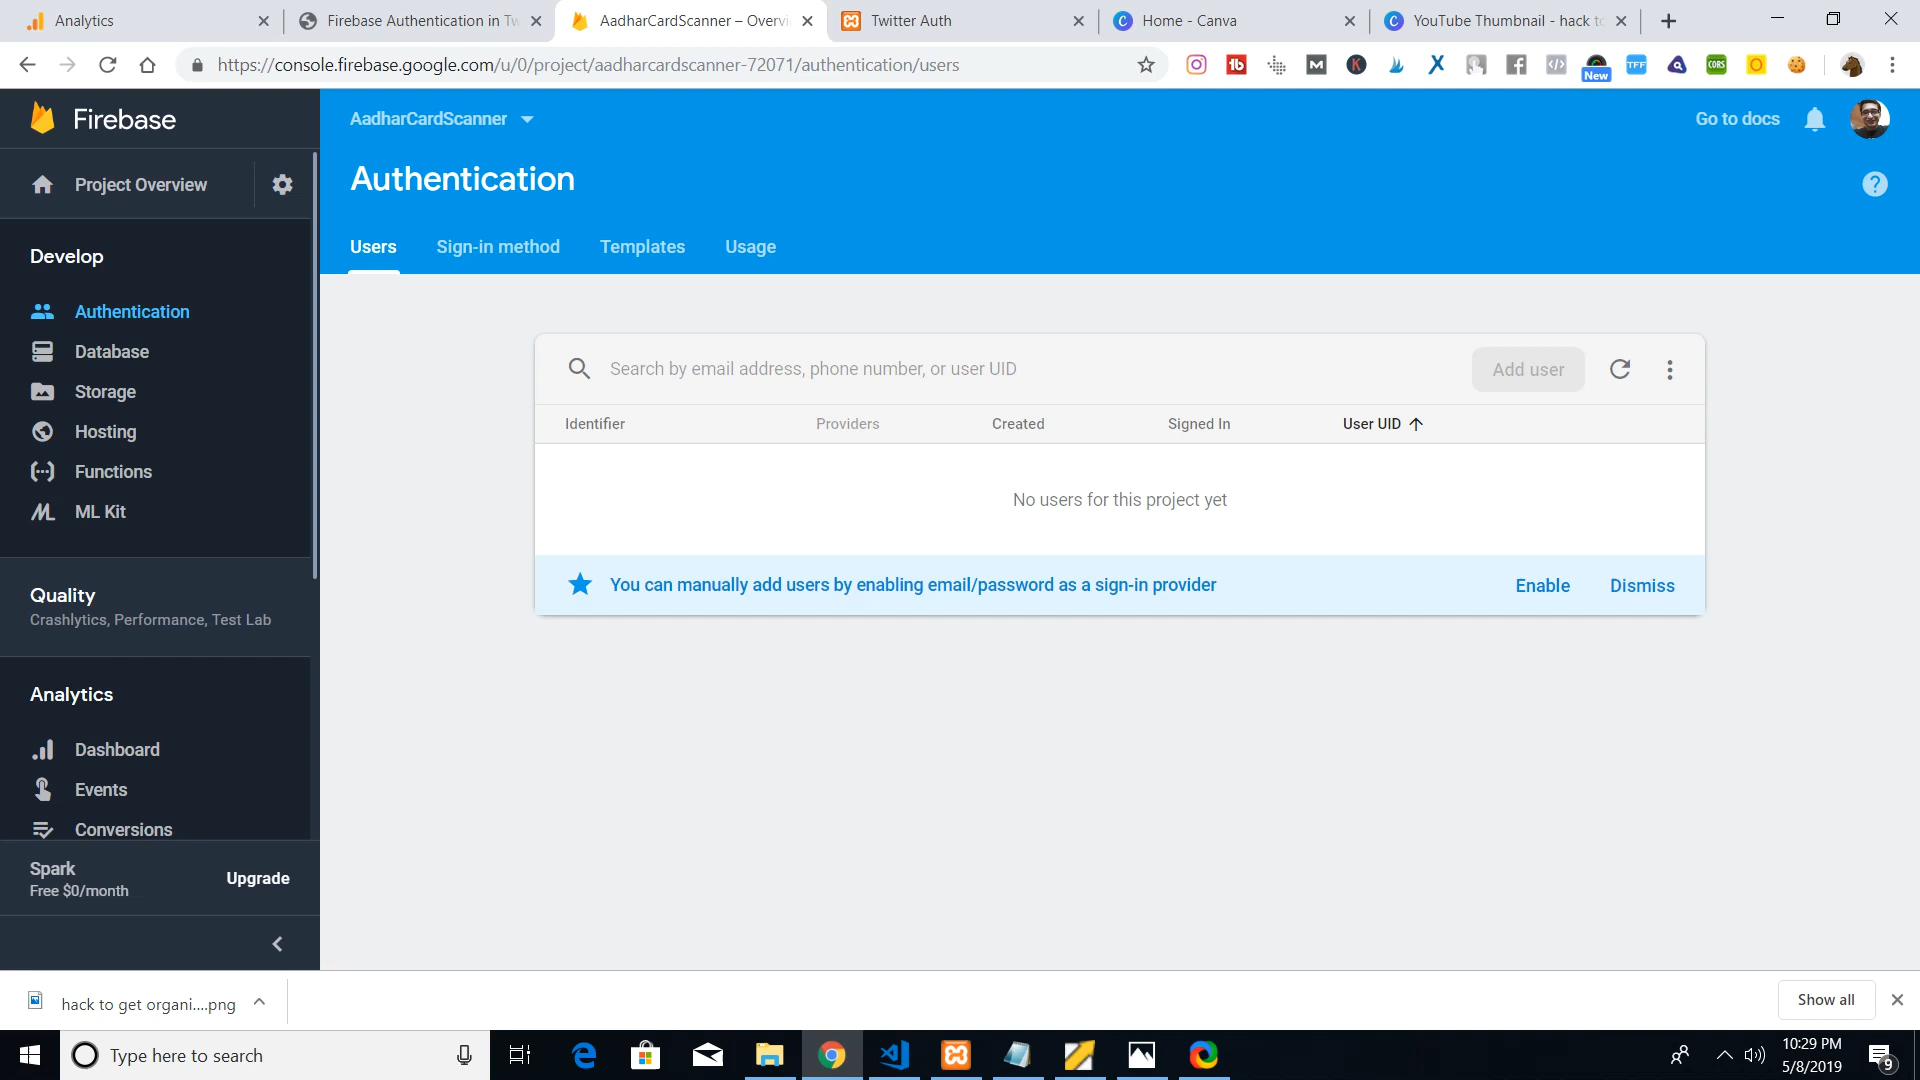 Analytics
Firebase Authentication in Tw
AadharCardScanner – Overvi
Twitter Auth
Home - Canva
YouTube Thumbnail - hack to
https://console.firebase.google.com/u/0/project/aadharcardscanner-72071/authentication/users
New
TFF
CORS
Firebase
AadharCardScanner
Go to docs
Project Overview
Authentication
Users
Sign-in method
Templates
Usage
Develop
Authentication
Database
Storage
Hosting
Functions
ML Kit
Search by email address, phone number, or user UID
Add user
Identifier
Providers
Created
Signed In
User UID
No users for this project yet
You can manually add users by enabling email/password as a sign-in provider
Enable
Dismiss
Quality
Crashlytics, Performance, Test Lab
Analytics
Dashboard
Events
Conversions
Spark
Free $0/month
Upgrade
hack to get organi....png
Show all
Type here to search
10:29 PM
5/8/2019
9